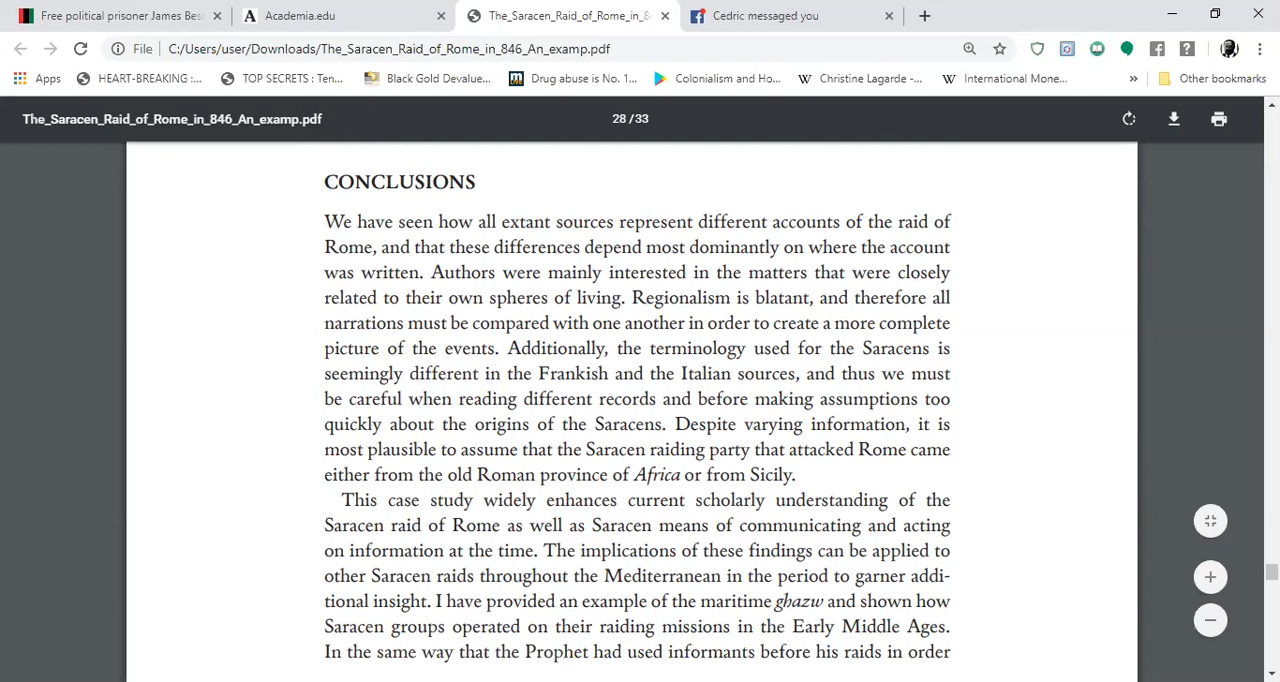 Free political prisoner James Bes
Academia.edu
The_Saracen_Raid_of_Rome_in_84
Cedric messaged you
File
C:/Users/user/Downloads/The_Saracen_Raid_of_Rome_in_846_An_examp.pdf
Apps
HEART-BREAKING :...
TOP SECRETS : Ten...
Black Gold Devalue...
Drug abuse is No. 1...
Colonialism and Ho...
Christine Lagarde -...
International Mone...
»
Other bookmarks
The_Saracen_Raid_of_Rome_in_846_An_examp.pdf
28 / 33
CONCLUSIONS
We have seen how all extant sources represent different accounts of the raid of
Rome, and that these differences depend most dominantly on where the account
was written. Authors were mainly interested in the matters that were closely
related to their own spheres of living. Regionalism is blatant, and therefore all
narrations must be compared with one another in order to create a more complete
picture of the events. Additionally, the terminology used for the Saracens is
seemingly different in the Frankish and the Italian sources, and thus we must
be careful when reading different records and before making assumptions too
quickly about the origins of the Saracens. Despite varying information, it is
most plausible to assume that the Saracen raiding party that attacked Rome came
either from the old Roman province of Africa or from Sicily.
This case study widely enhances current scholarly understanding of the
Saracen raid of Rome as well as Saracen means of communicating and acting
on information at the time. The implications of these findings can be applied to
other Saracen raids throughout the Mediterranean in the period to garner addi-
tional insight. I have provided an example of the maritime ghazw and shown how
Saracen groups operated on their raiding missions in the Early Middle Ages.
In the same way that the Prophet had used informants before his raids in order